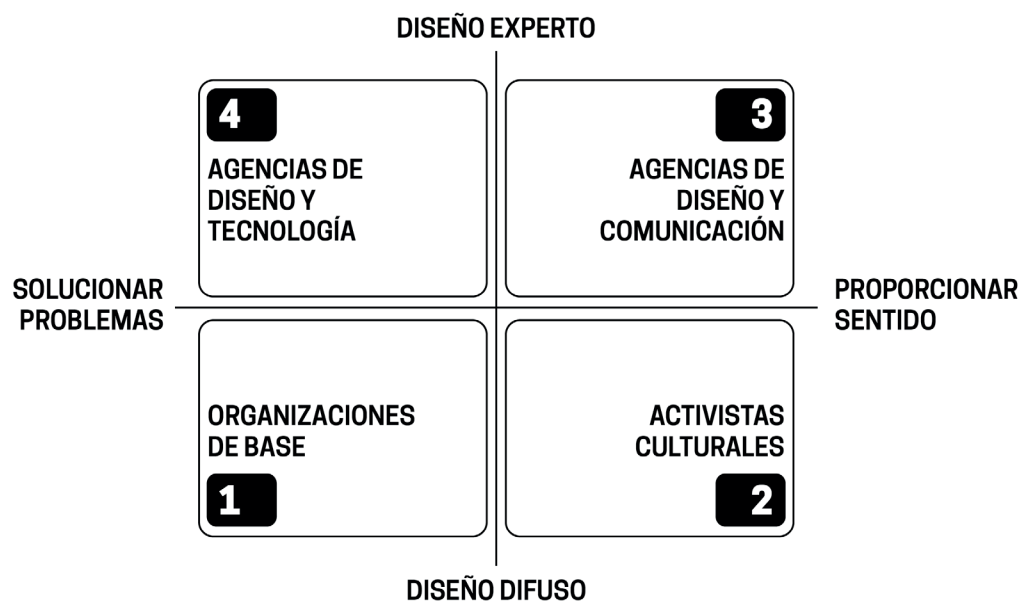 DISEÑO EXPERTO
4
AGENCIAS DE
DISEÑO Y
TECNOLOGÍA
3
AGENCIAS DE
DISEÑO Y
COMUNICACIÓN
SOLUCIONAR
PROBLEMAS
PROPORCIONAR
SENTIDO
ORGANIZACIONES
DE BASE
1
ACTIVISTAS
CULTURALES
2
DISEÑO DIFUSO